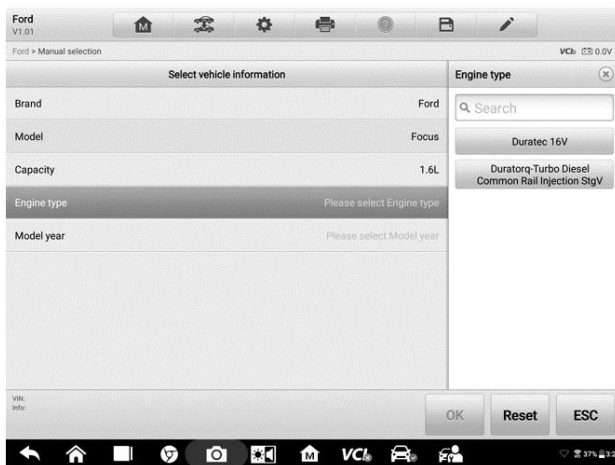 Ford
V1.01
M
?
Ford > Manual selection
VCI 0.0V
Select vehicle information
Brand Ford
Model Focus
Capacity 1.6L
Engine type Please select Engine type
Model year Please select Model year
Engine type
Search
Duratec 16V
Duratorq-Turbo Diesel
Common Rail Injection StgV
VIN:
Info:
OK Reset ESC
M VCI
37%